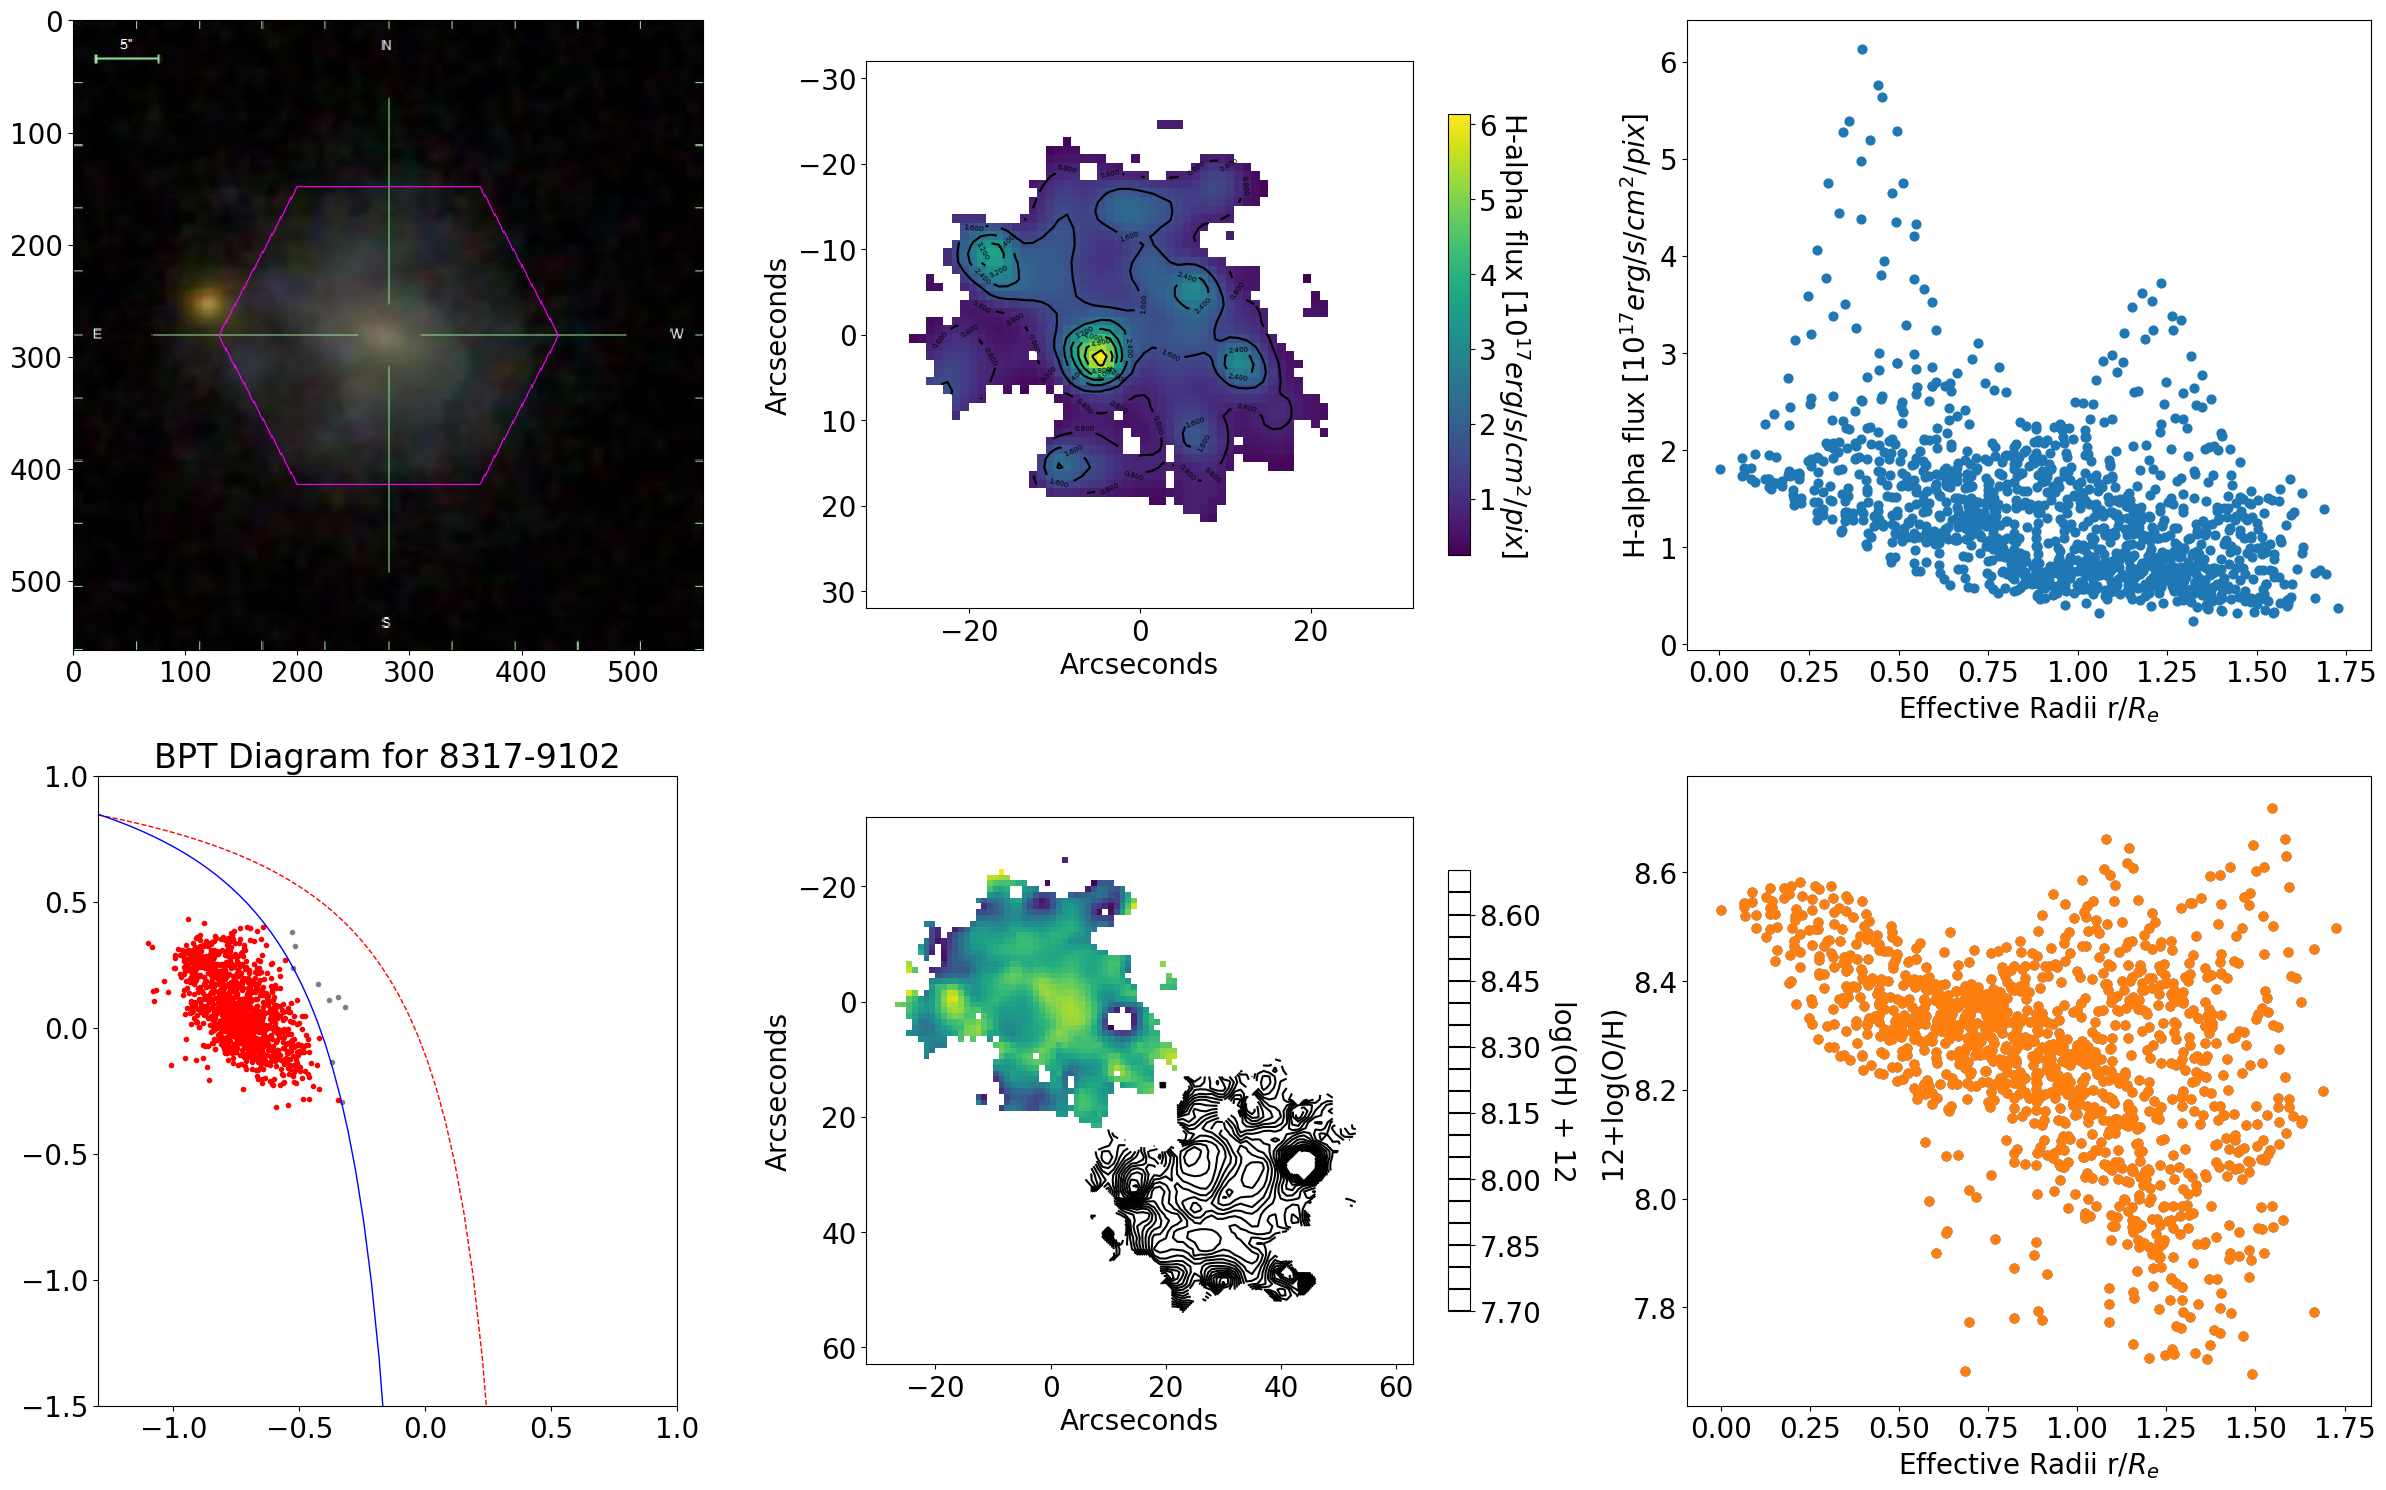 0
100
200
300
400
500
0 100 200 300 400 500
5"
N
E
W
S
−30
−20
−10
0
10
20
30
−20 0 20
Arcseconds
Arcseconds
6
5
4
3
2
1
H-alpha flux [10^17 erg/s/cm^2/pix]
H-alpha flux [10^17 erg/s/cm^2/pix]
6
5
4
3
2
1
0
0.00 0.25 0.50 0.75 1.00 1.25 1.50 1.75
Effective Radii r/R_e
BPT Diagram for 8317-9102
1.0
0.5
0.0
−0.5
−1.0
−1.5
−1.0 −0.5 0.0 0.5 1.0
−20
0
20
40
60
−20 0 20 40 60
Arcseconds
Arcseconds
8.60
8.45
8.30
8.15
8.00
7.85
7.70
log(OH) + 12
12+log(O/H)
8.6
8.4
8.2
8.0
7.8
0.00 0.25 0.50 0.75 1.00 1.25 1.50 1.75
Effective Radii r/R_e